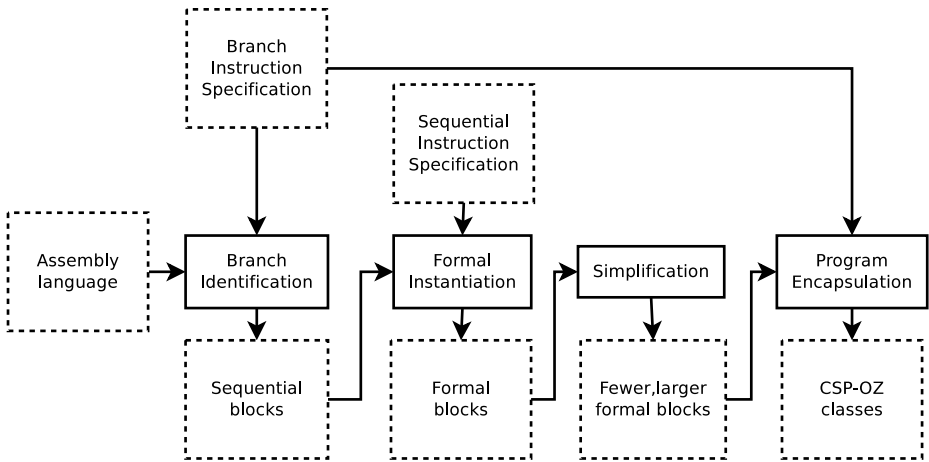 Branch
Instruction
Specification
Sequential
Instruction
Specification
Assembly
language
Branch
Identification
Formal
Instantiation
Simplification
Program
Encapsulation
Sequential
blocks
Formal
blocks
Fewer,larger
formal blocks
CSP-OZ
classes